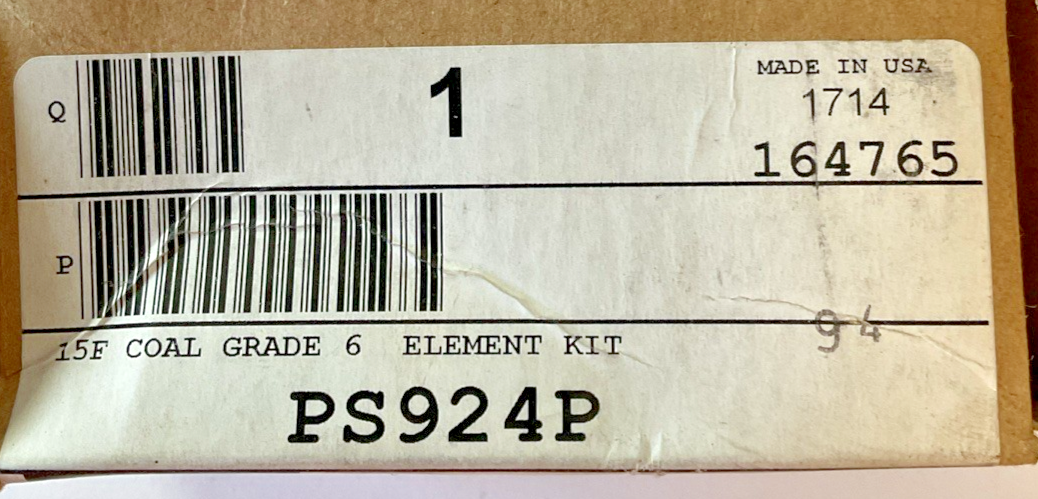 Q
1
MADE IN USA
1714
164765
P
94
15F COAL GRADE 6 ELEMENT KIT
PS924P